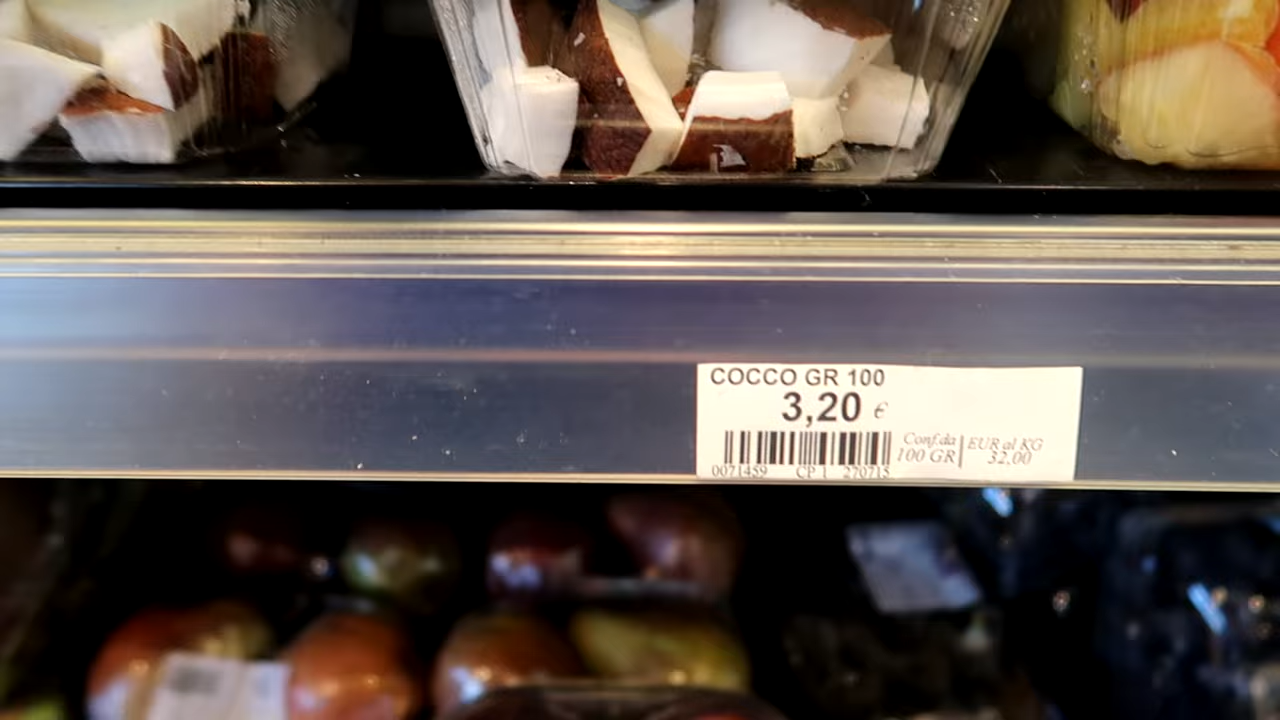 COCCO GR 100
3,20 €
Conf.da
100 GR
EUR al KG
32,00
0071459 CP 1 270715